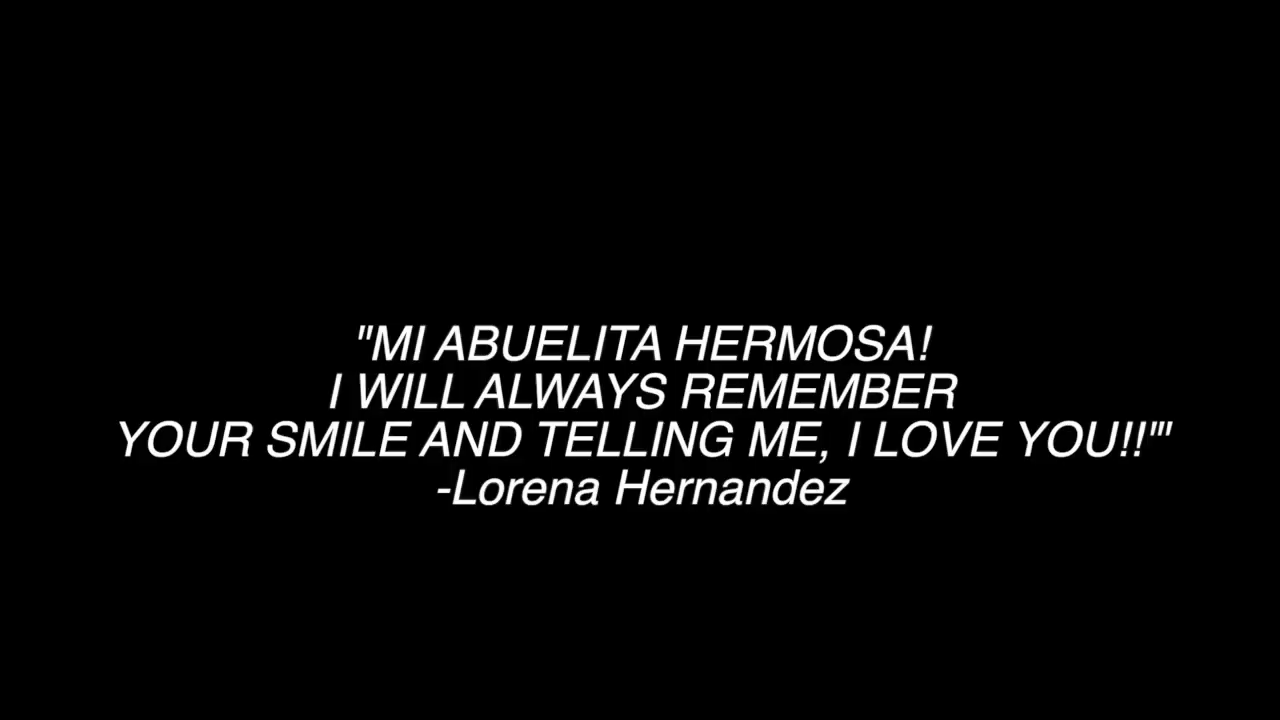 "MI ABUELITA HERMOSA!
I WILL ALWAYS REMEMBER
YOUR SMILE AND TELLING ME, I LOVE YOU!!'"
-Lorena Hernandez